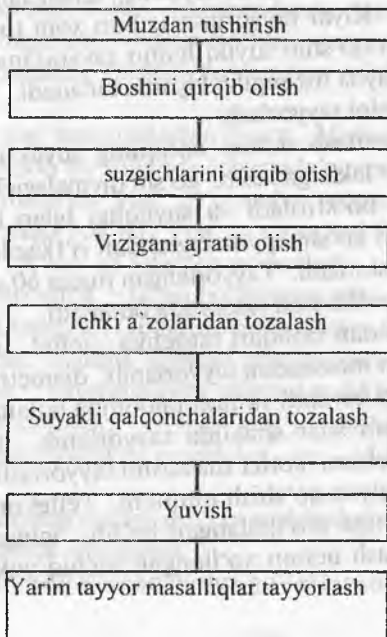 Muzdan tushirish
Boshini qirqib olish
suzgichlarini qirqib olish
Vizigani ajratib olish
Ichki a'zolaridan tozalash
Suyakli qalqonchalaridan tozalash
Yuvish
Yarim tayyor masalliqlar tayyorlash